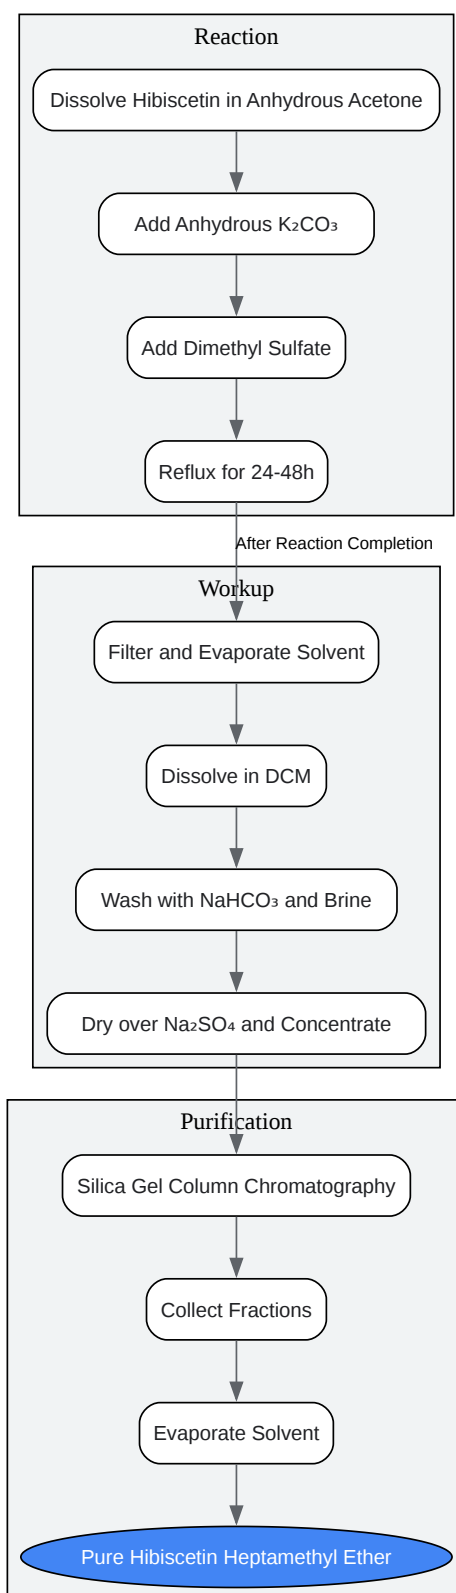 Reaction
Dissolve Hibiscetin in Anhydrous Acetone
Add Anhydrous K₂CO₃
Add Dimethyl Sulfate
Reflux for 24-48h
After Reaction Completion
Workup
Filter and Evaporate Solvent
Dissolve in DCM
Wash with NaHCO₃ and Brine
Dry over Na₂SO₄ and Concentrate
Purification
Silica Gel Column Chromatography
Collect Fractions
Evaporate Solvent
Pure Hibiscetin Heptamethyl Ether